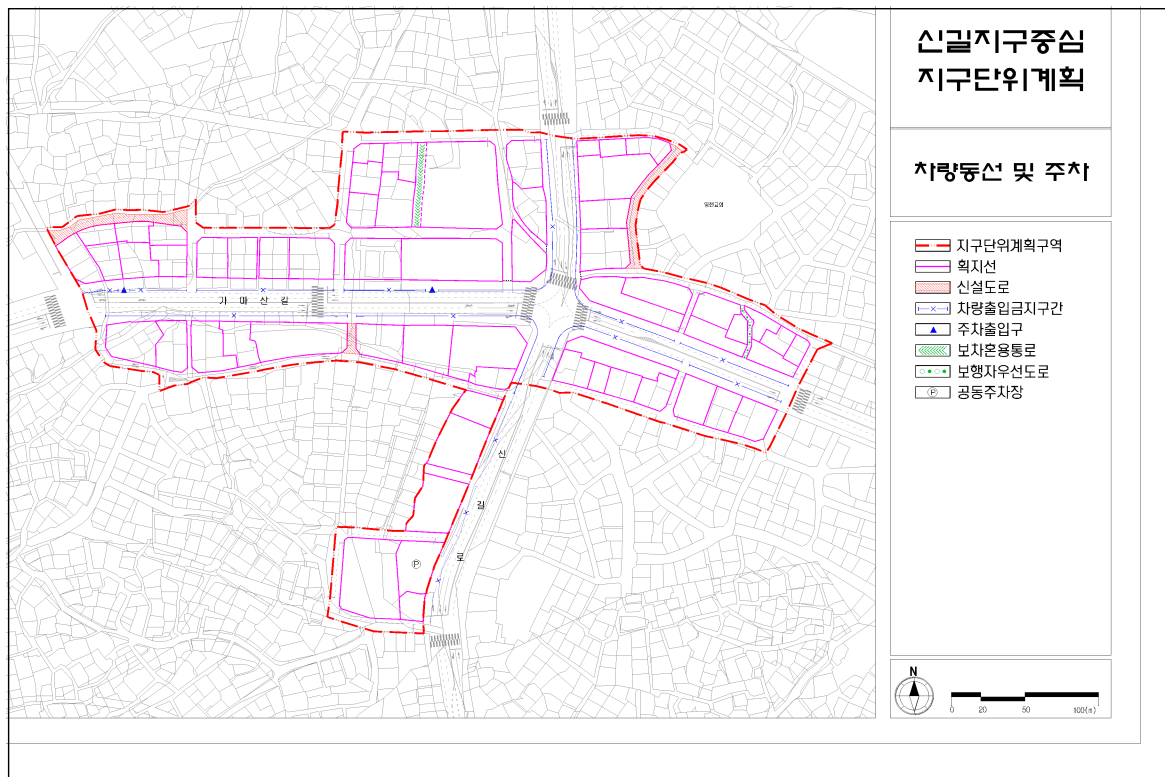 신길지구중심
지구단위계획
차량동선 및 주차
지구단위계획구역
획지선
신설도로
차량출입금지구간
주차출입구
보차혼용통로
보행자우선도로
Ⓟ 공동주차장
가 마 산 길
신
길
로
Ⓟ
N
0 20 50 100(m)